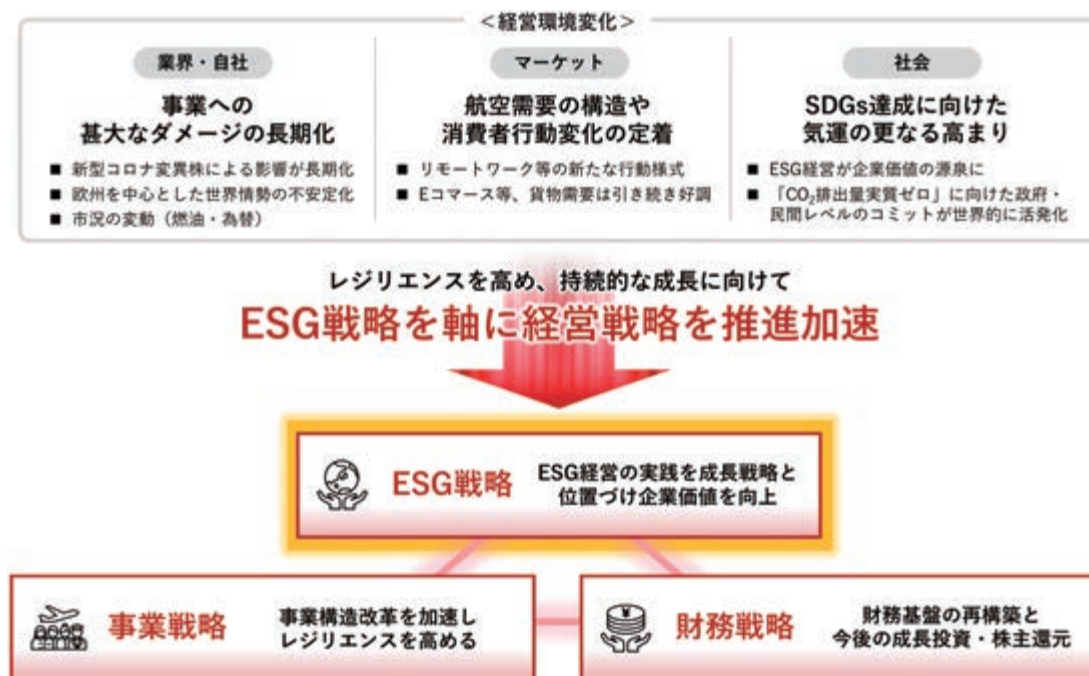 ＜経営環境変化＞
業界・自社
事業への
甚大なダメージの長期化
■ 新型コロナ変異株による影響が長期化
■ 欧州を中心とした世界情勢の不安定化
■ 市況の変動（燃油・為替）
マーケット
航空需要の構造や
消費者行動変化の定着
■ リモートワーク等の新たな行動様式
■ Eコマース等、貨物需要は引き続き好調
社会
SDGs達成に向けた
気運の更なる高まり
■ ESG経営が企業価値の源泉に
■ 「CO₂排出量実質ゼロ」に向けた政府・
民間レベルのコミットが世界的に活発化
レジリエンスを高め、持続的な成長に向けて
ESG戦略を軸に経営戦略を推進加速
ESG戦略
ESG経営の実践を成長戦略と
位置づけ企業価値を向上
事業戦略
事業構造改革を加速し
レジリエンスを高める
¥
財務戦略
財務基盤の再構築と
今後の成長投資・株主還元